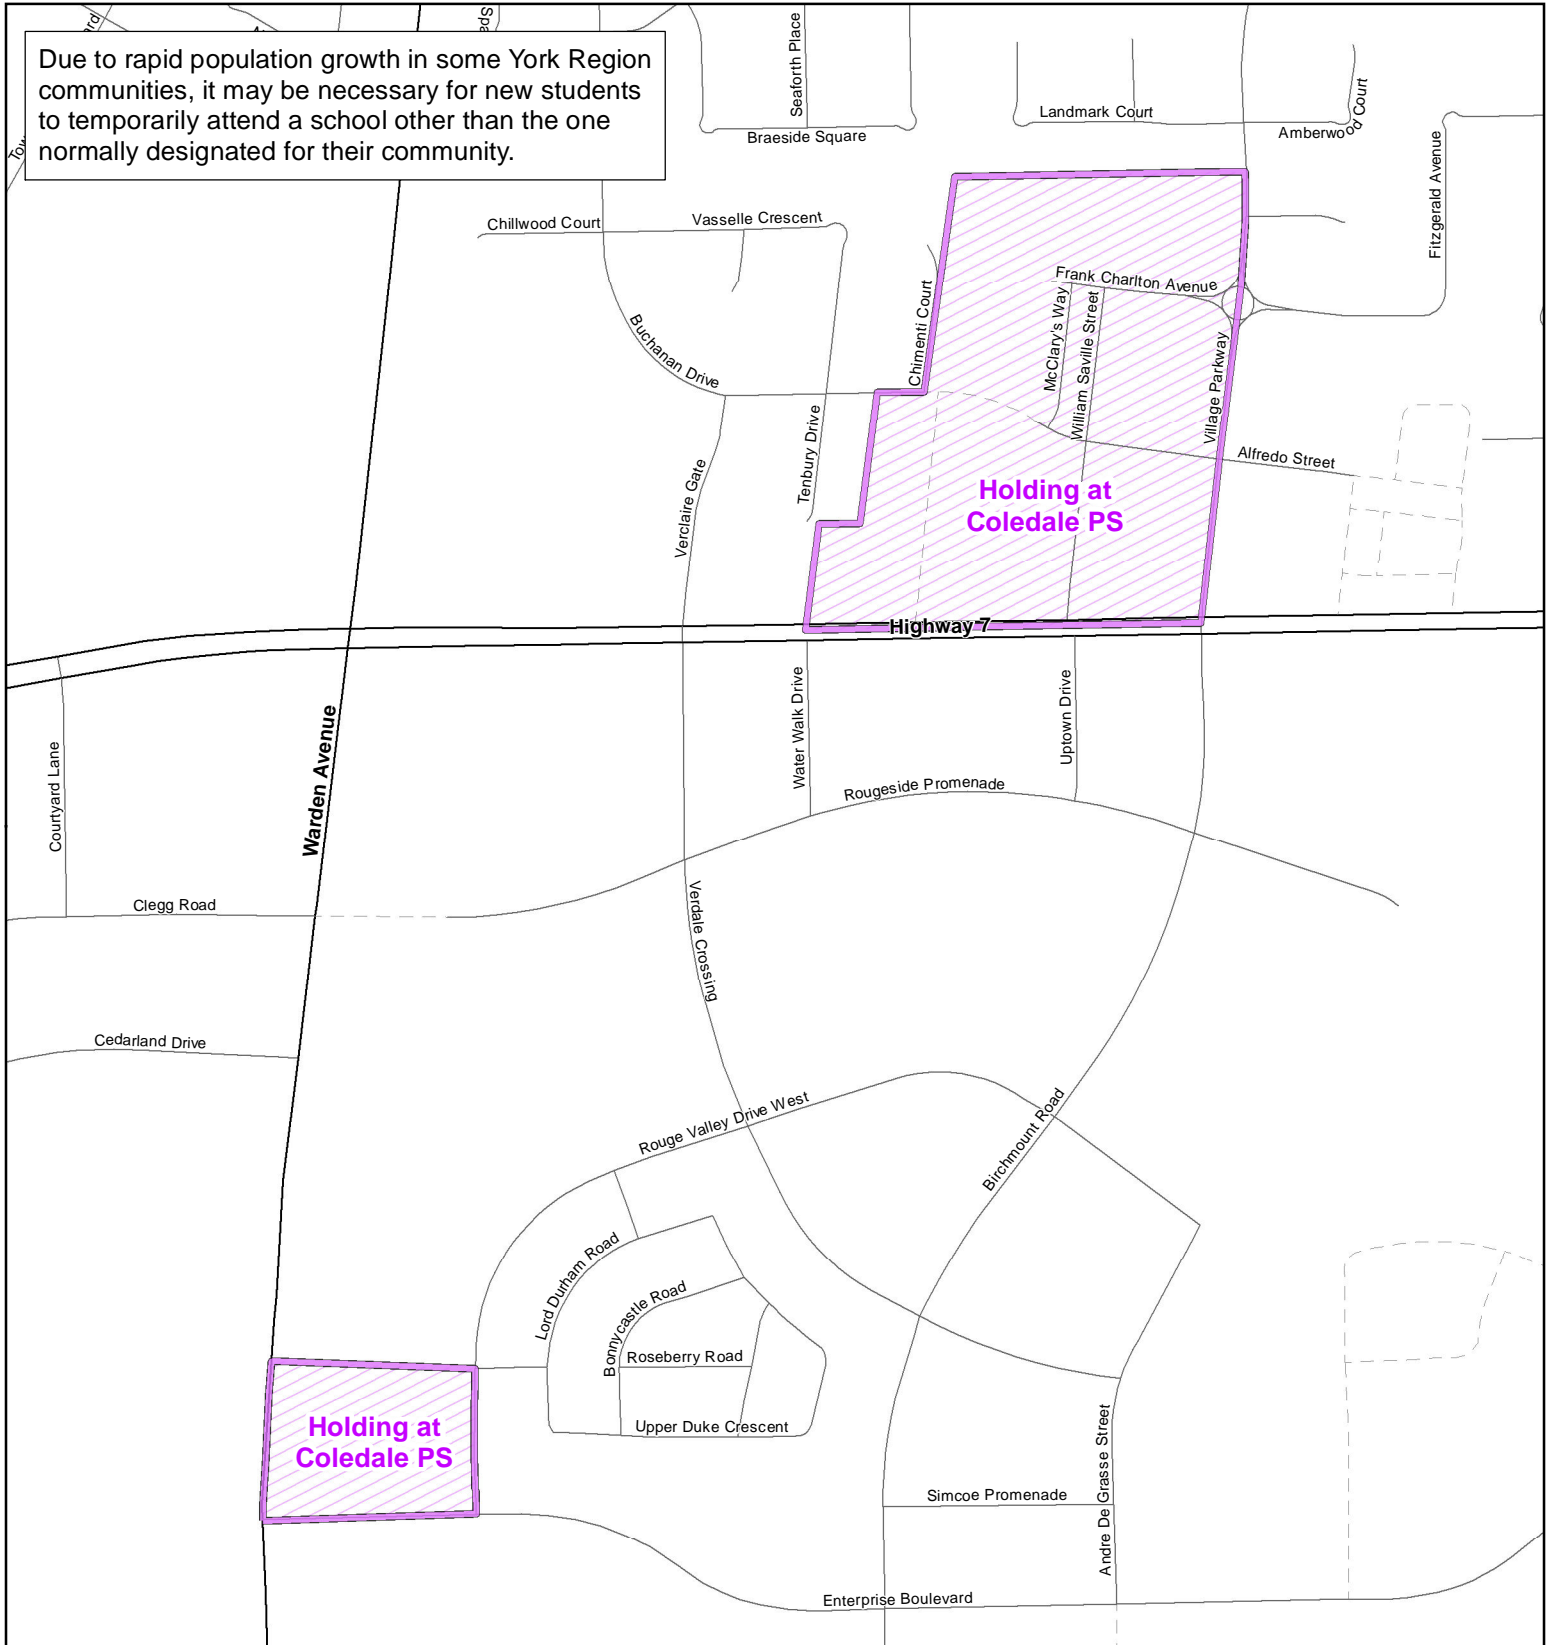 Due to rapid population growth in some York Region
communities, it may be necessary for new students
to temporarily attend a school other than the one
normally designated for their community.
Seaforth Place
Braeside Square
Landmark Court
Amberwood Court
Fitzgerald Avenue
Chillwood Court
Vasselle Crescent
Buchanan Drive
Chimenti Court
Frank Charlton Avenue
McClary's Way
William Saville Street
Village Parkway
Tenbury Drive
Verclaire Gate
Alfredo Street
Holding at
Coledale PS
Highway 7
Warden Avenue
Courtyard Lane
Water Walk Drive
Uptown Drive
Rougeside Promenade
Clegg Road
Verdale Crossing
Cedarland Drive
Rouge Valley Drive West
Birchmount Road
Lord Durham Road
Bonnycastle Road
Roseberry Road
Upper Duke Crescent
Holding at
Coledale PS
Simcoe Promenade
Andre De Grasse Street
Enterprise Boulevard